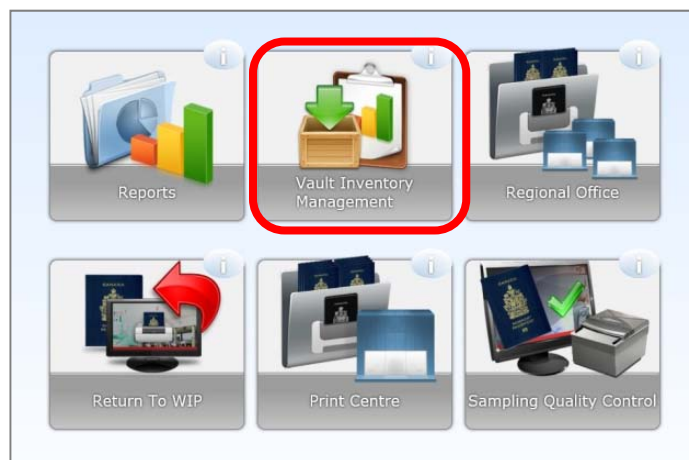 Reports
Vault Inventory
Management
Regional Office
Return To WIP
Print Centre
Sampling Quality Control